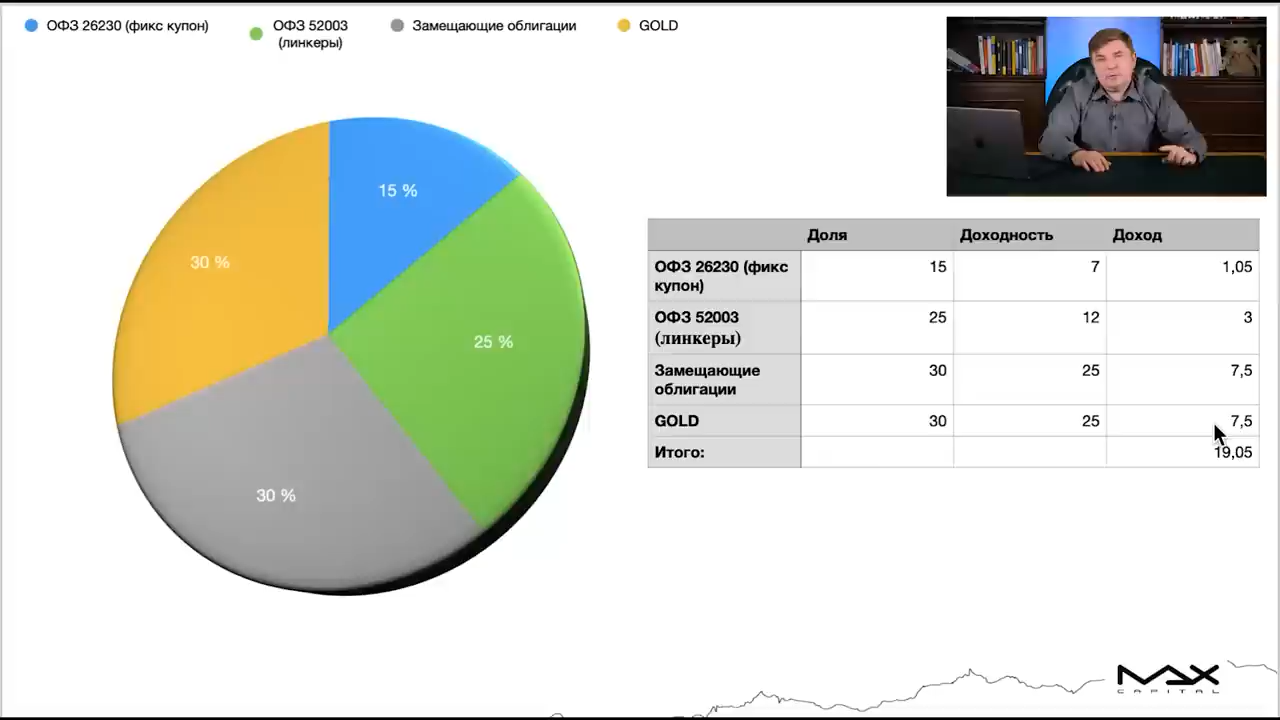 ОФЗ 26230 (фикс купон)
ОФЗ 52003
(линкеры)
Замещающие облигации
GOLD
15 %
25 %
30 %
30 %
Доля Доходность Доход
ОФЗ 26230 (фикс
купон) 15 7 1,05
ОФЗ 52003
(линкеры) 25 12 3
Замещающие
облигации 30 25 7,5
GOLD 30 25 7,5
Итого: 19,05
MAX
CAPITAL